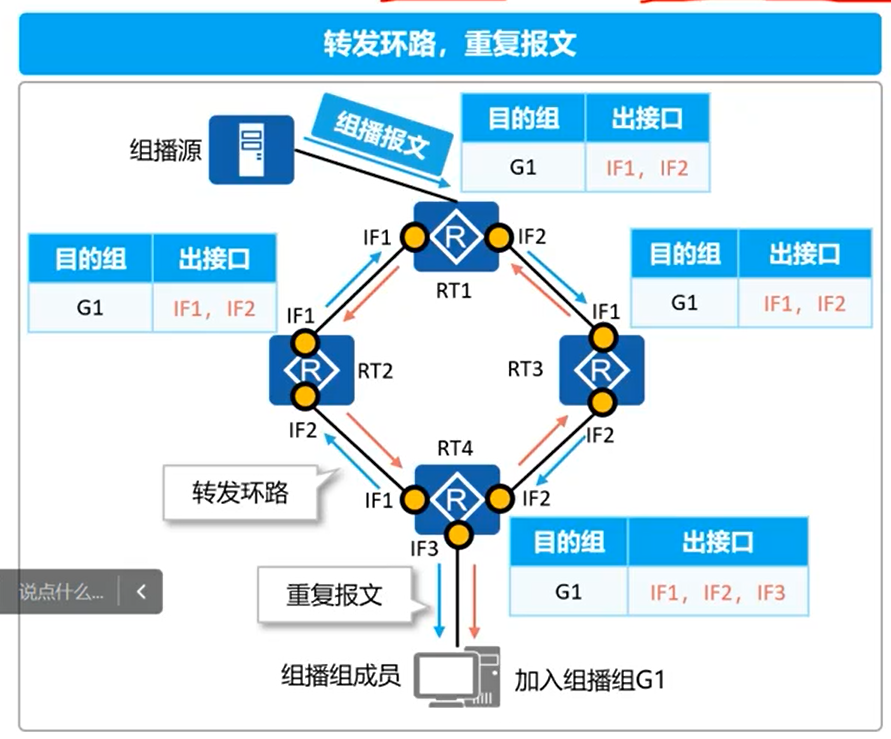 转发环路，重复报文
组播源
组播报文
目的组 出接口
G1 IF1，IF2
目的组 出接口
G1 IF1，IF2
IF1
R
IF2
RT1
目的组 出接口
G1 IF1，IF2
IF1
R
RT2
IF2
IF1
RT3
R
IF2
RT4
转发环路
IF1
R
IF2
IF3
目的组 出接口
G1 IF1，IF2，IF3
说点什么...
重复报文
组播组成员
加入组播组G1